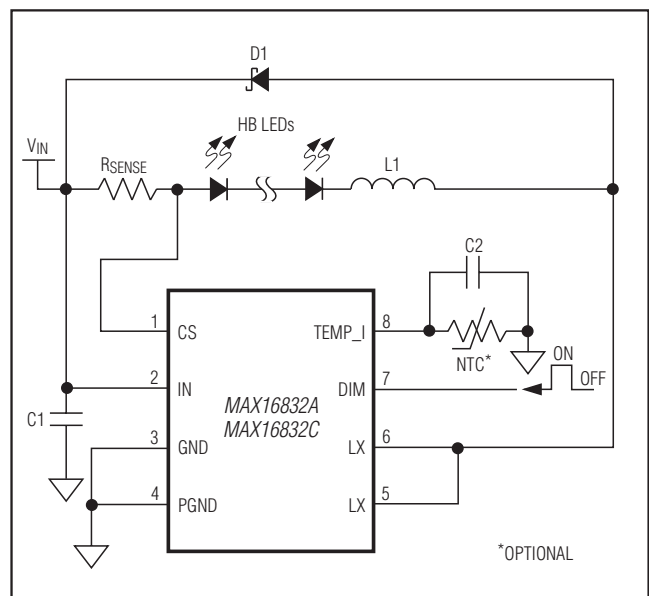 D1
HB LEDs
VIN
RSENSE
L1
C2
1
CS
TEMP_I
8
NTC*
ON
OFF
2
IN
DIM
7
C1
MAX16832A
MAX16832C
3
GND
LX
6
4
PGND
LX
5
*OPTIONAL